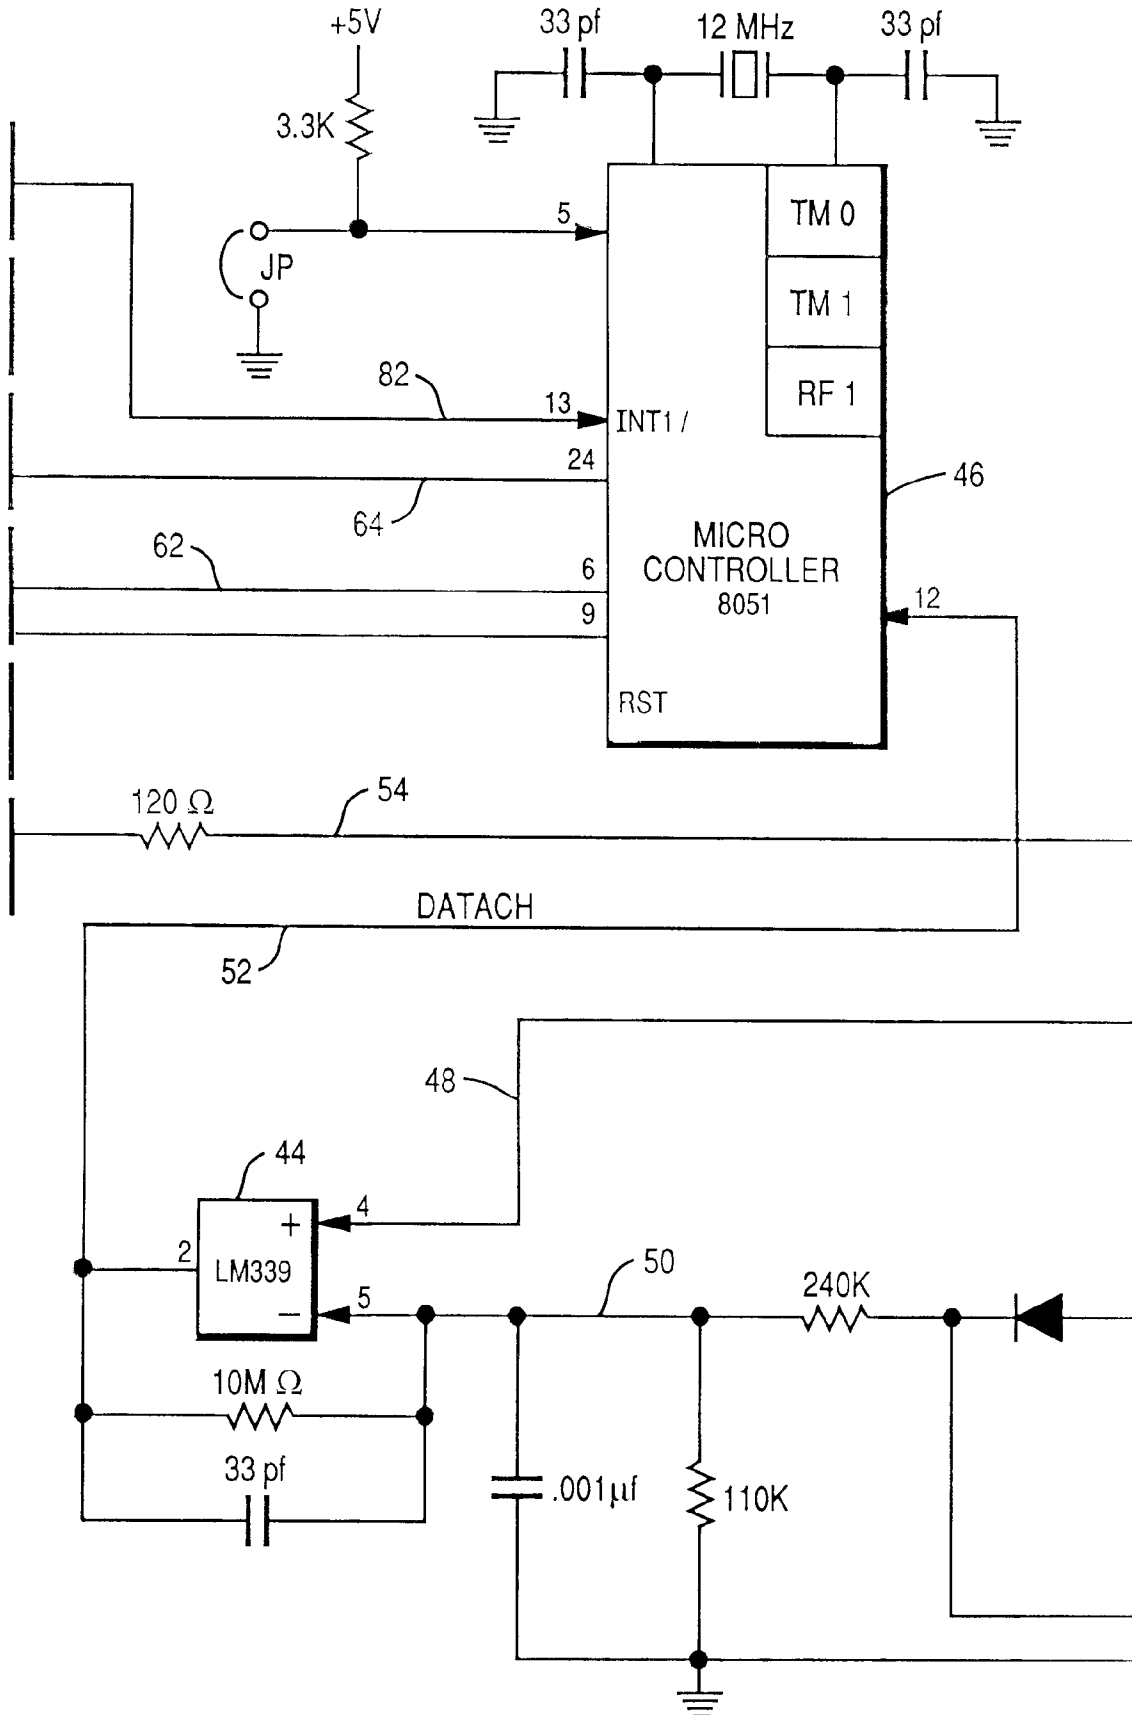 +5V
33 pf
12 MHz
33 pf
3.3K
5
TM 0
JP
TM 1
82
13
RF 1
INT1 /
24
46
64
MICRO
CONTROLLER
8051
62
6
12
9
RST
120 Ω
54
DATACH
52
48
44
4
+
2
LM339
50
5
−
240K
10M Ω
33 pf
.001µf
110K